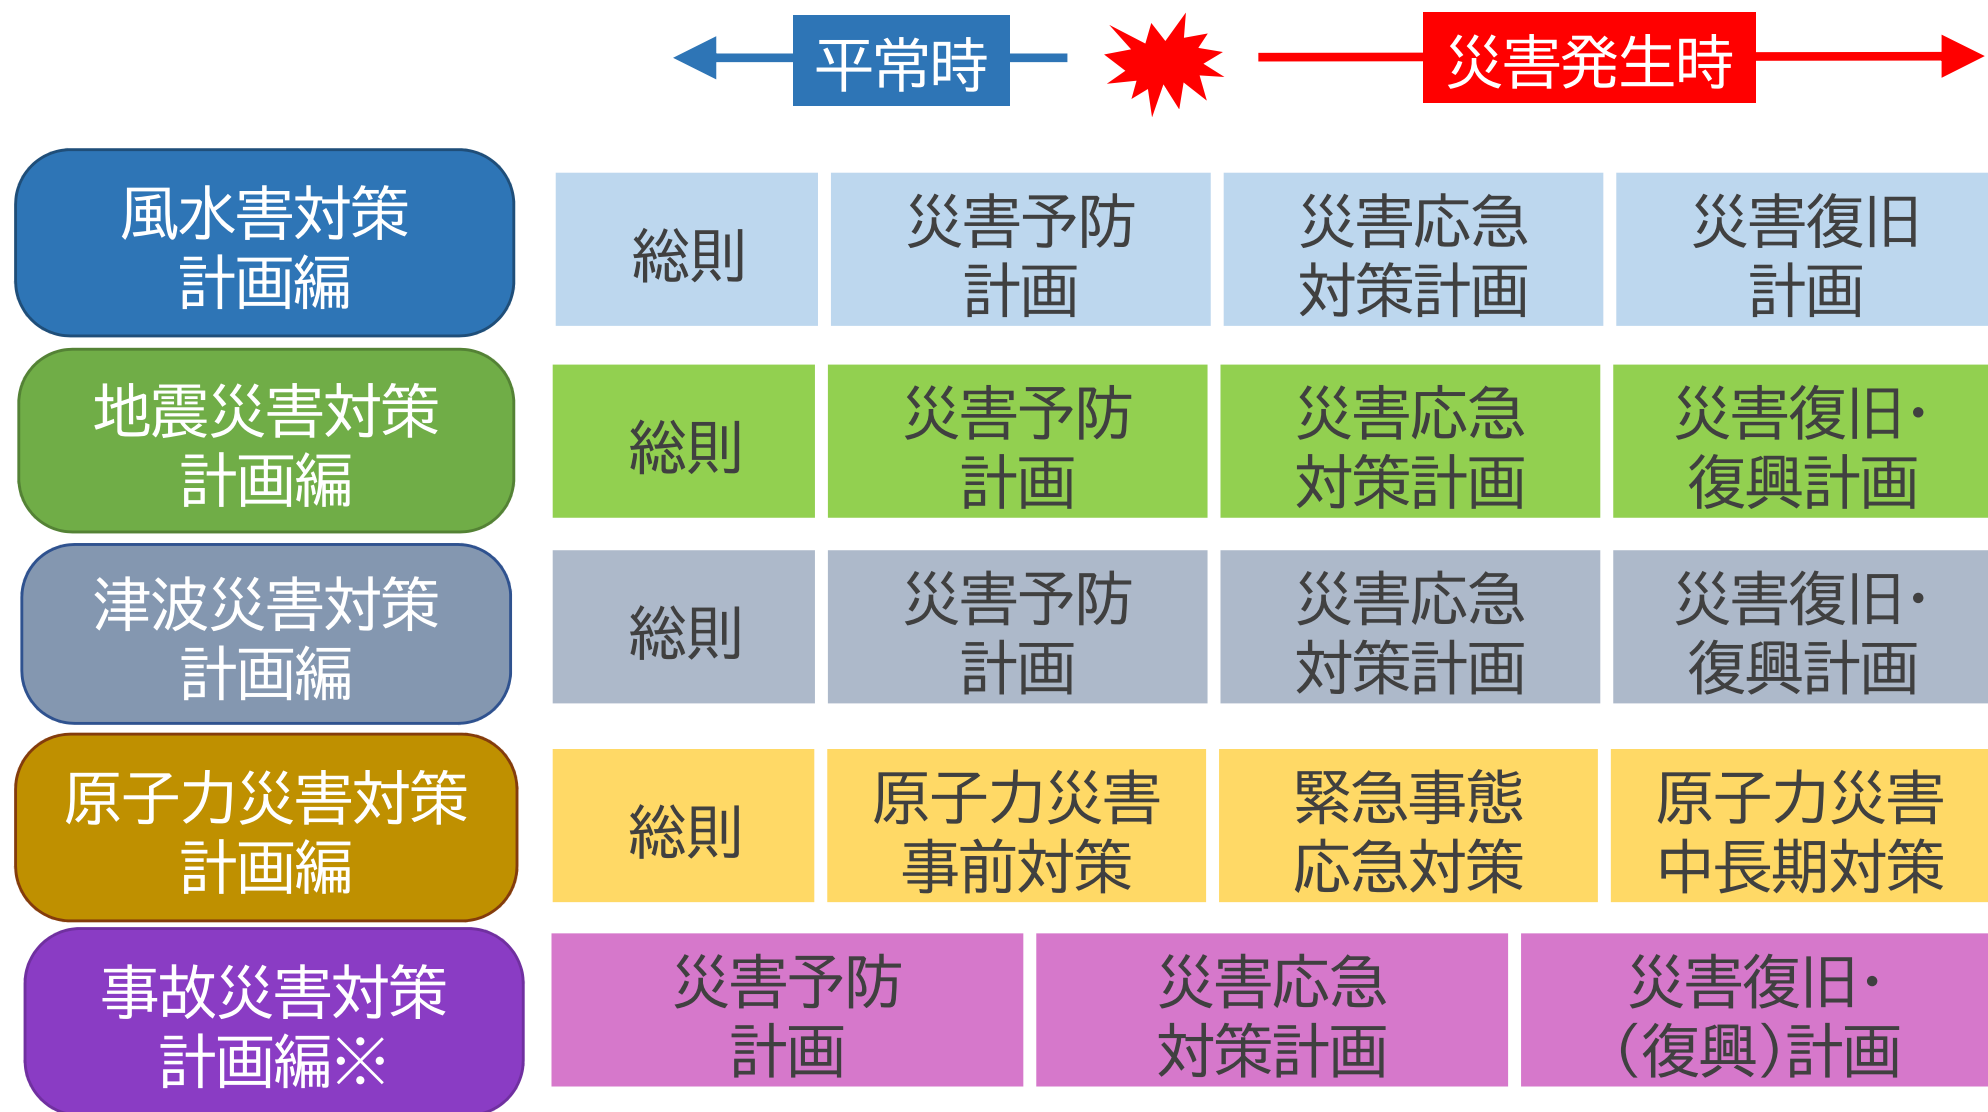 平常時
災害発生時
風水害対策
計画編
総則
災害予防
計画
災害応急
対策計画
災害復旧
計画
地震災害対策
計画編
総則
災害予防
計画
災害応急
対策計画
災害復旧・
復興計画
津波災害対策
計画編
総則
災害予防
計画
災害応急
対策計画
災害復旧・
復興計画
原子力災害対策
計画編
総則
原子力災害
事前対策
緊急事態
応急対策
原子力災害
中長期対策
事故災害対策
計画編※
災害予防
計画
災害応急
対策計画
災害復旧・
（復興）計画